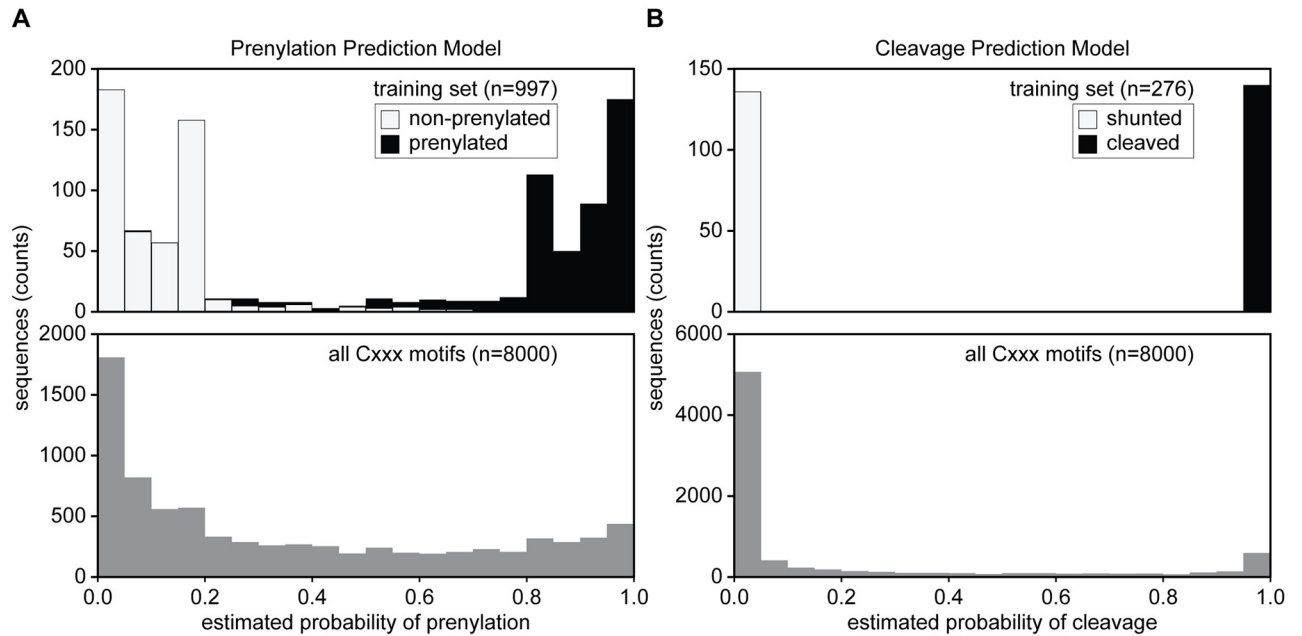 A
Prenylation Prediction Model
200
150
100
50
0
training set (n=997)
non-prenylated
prenylated
sequences (counts)
2000
1500
1000
500
0
all Cxxx motifs (n=8000)
0.0 0.2 0.4 0.6 0.8 1.0
estimated probability of prenylation
B
Cleavage Prediction Model
150
100
50
0
training set (n=276)
shunted
cleaved
sequences (counts)
6000
4000
2000
0
all Cxxx motifs (n=8000)
0.0 0.2 0.4 0.6 0.8 1.0
estimated probability of cleavage